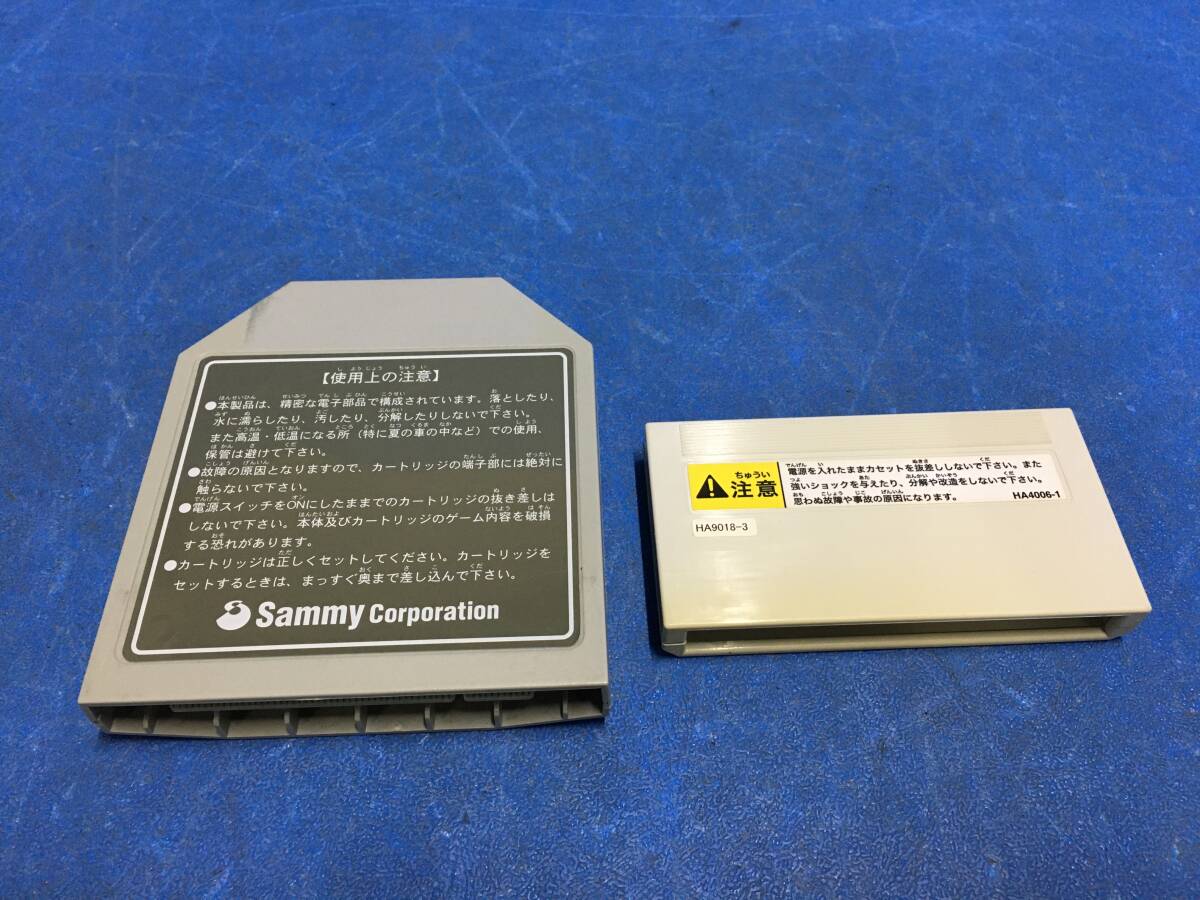 【使用上の注意】
しようじょう ちゅうい
●本製品は、精密な電子部品で構成されています。落としたり、
水に濡らしたり、汚したり、分解したりしないで下さい。
また高温・低温になる所（特に夏の車の中など）での使用、
保管は避けて下さい。
●故障の原因となりますので、カートリッジの端子部には絶対に
触らないで下さい。
●電源スイッチをONにしたままでのカートリッジの抜き差しは
しないで下さい。本体及びカートリッジのゲーム内容を破損
する恐れがあります。
●カートリッジは正しくセットしてください。カートリッジを
セットするときは、まっすぐ奥まで差し込んで下さい。
Sammy Corporation
ちゅうい
注意
電源を入れたままカセットを抜差ししないで下さい。また
強いショックを与えたり、分解や改造をしないで下さい。
思わぬ故障や事故の原因になります。
HA4006-1
HA9018-3